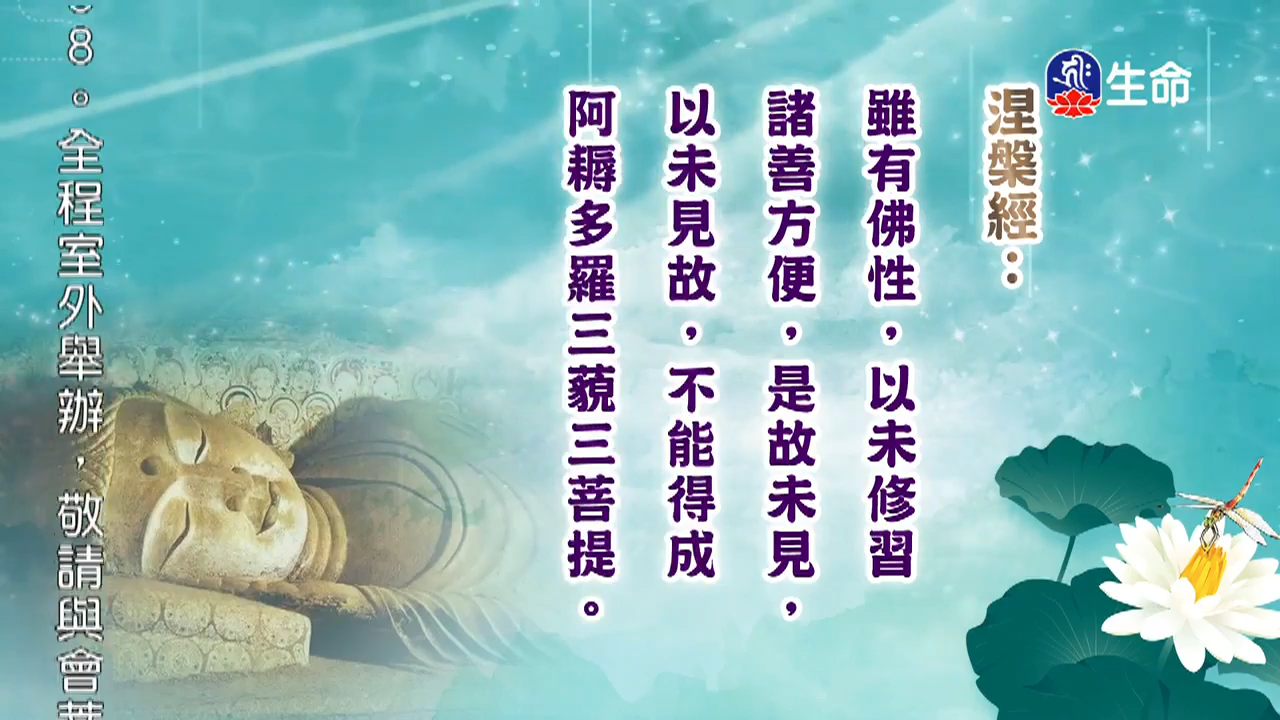 生命
涅槃經：
雖有佛性，以未修習
諸善方便，是故未見，
以未見故，不能得成
阿耨多羅三藐三菩提。
8。全程室外舉辦，敬請與會